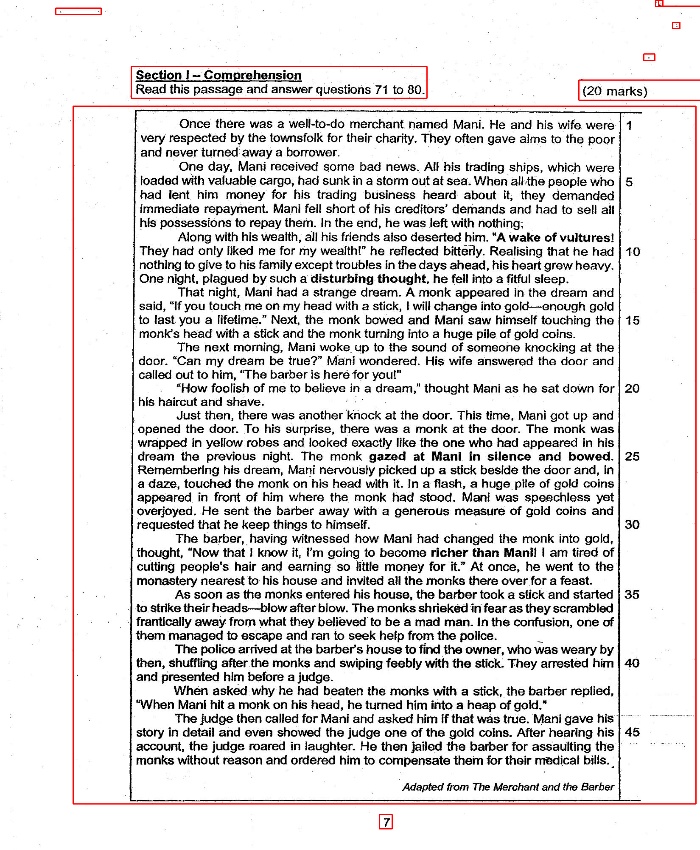 Section I – Comprehension
Read this passage and answer questions 71 to 80.
(20 marks)
Once there was a well-to-do merchant named Mani. He and his wife were 1
very respected by the townsfolk for their charity. They often gave alms to the poor
and never turned away a borrower.
One day, Mani received some bad news. All his trading ships, which were
loaded with valuable cargo, had sunk in a storm out at sea. When all the people who 5
had lent him money for his trading business heard about it, they demanded
immediate repayment. Mani fell short of his creditors' demands and had to sell all
his possessions to repay them. In the end, he was left with nothing.
Along with his wealth, all his friends also deserted him. "A wake of vultures!
They had only liked me for my wealth!" he reflected bitterly. Realising that he had 10
nothing to give to his family except troubles in the days ahead, his heart grew heavy.
One night, plagued by such a disturbing thought, he fell into a fitful sleep.
That night, Mani had a strange dream. A monk appeared in the dream and
said, "If you touch me on my head with a stick, I will change into gold—enough gold
to last you a lifetime." Next, the monk bowed and Mani saw himself touching the 15
monk's head with a stick and the monk turning into a huge pile of gold coins.
The next morning, Mani woke up to the sound of someone knocking at the
door. "Can my dream be true?" Mani wondered. His wife answered the door and
called out to him, "The barber is here for you!"
"How foolish of me to believe in a dream," thought Mani as he sat down for 20
his haircut and shave.
Just then, there was another knock at the door. This time, Mani got up and
opened the door. To his surprise, there was a monk at the door. The monk was
wrapped in yellow robes and looked exactly like the one who had appeared in his
dream the previous night. The monk gazed at Mani in silence and bowed. 25
Remembering his dream, Mani nervously picked up a stick beside the door and, in
a daze, touched the monk on his head with it. In a flash, a huge pile of gold coins
appeared in front of him where the monk had stood. Mani was speechless yet
overjoyed. He sent the barber away with a generous measure of gold coins and
requested that he keep things to himself. 30
The barber, having witnessed how Mani had changed the monk into gold,
thought, "Now that I know it, I'm going to become richer than Mani! I am tired of
cutting people's hair and earning so little money for it." At once, he went to the
monastery nearest to his house and invited all the monks there over for a feast.
As soon as the monks entered his house, the barber took a stick and started 35
to strike their heads—blow after blow. The monks shrieked in fear as they scrambled
frantically away from what they believed to be a mad man. In the confusion, one of
them managed to escape and ran to seek help from the police.
The police arrived at the barber's house to find the owner, who was weary by
then, shuffling after the monks and swiping feebly with the stick. They arrested him 40
and presented him before a judge.
When asked why he had beaten the monks with a stick, the barber replied,
"When Mani hit a monk on his head, he turned him into a heap of gold."
The judge then called for Mani and asked him if that was true. Mani gave his
story in detail and even showed the judge one of the gold coins. After hearing his 45
account, the judge roared in laughter. He then jailed the barber for assaulting the
monks without reason and ordered him to compensate them for their medical bills.
Adapted from The Merchant and the Barber
7